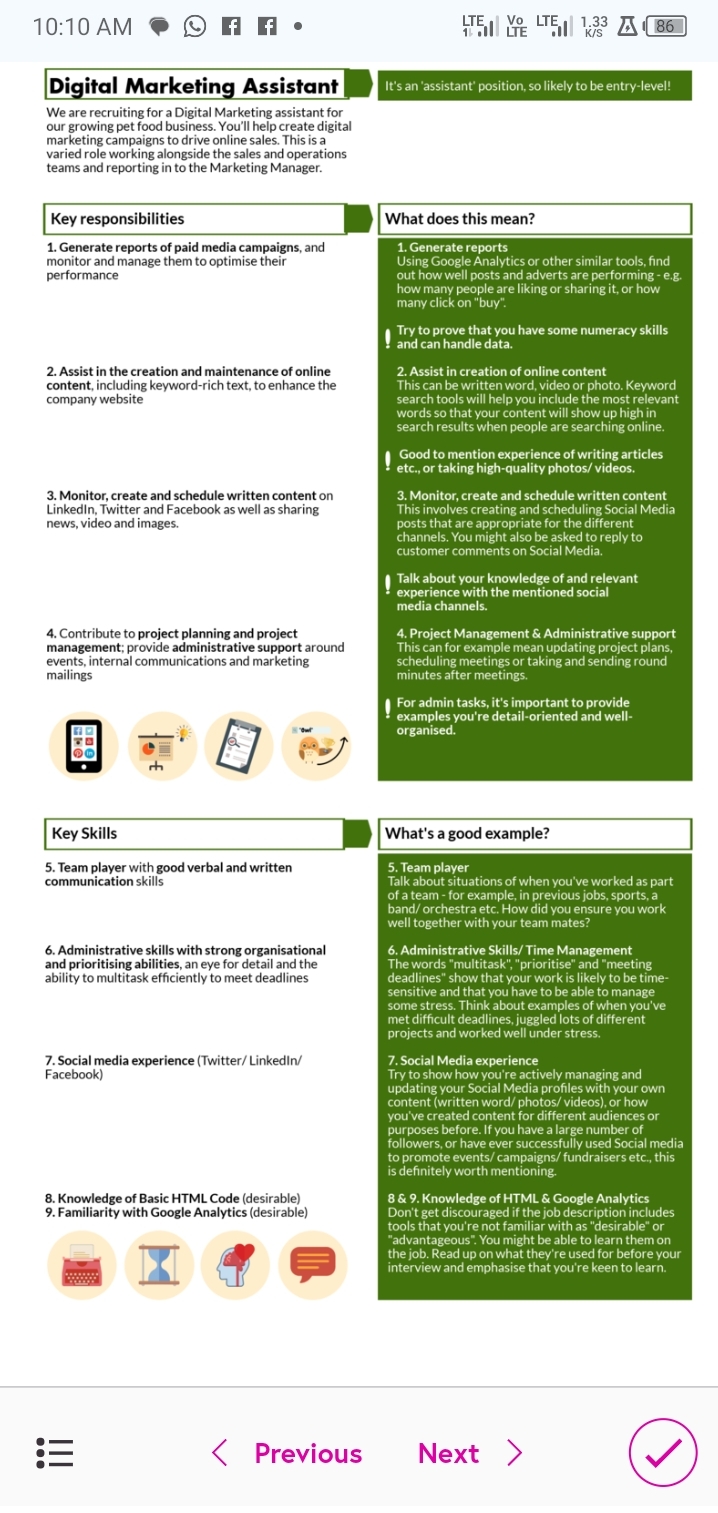 10:10 AM
LTE Vo LTE LTE 1.33 K/S 86
Digital Marketing Assistant
It's an 'assistant' position, so likely to be entry-level!
We are recruiting for a Digital Marketing assistant for
our growing pet food business. You'll help create digital
marketing campaigns to drive online sales. This is a
varied role working alongside the sales and operations
teams and reporting in to the Marketing Manager.
Key responsibilities
What does this mean?
1. Generate reports of paid media campaigns, and
monitor and manage them to optimise their
performance
1. Generate reports
Using Google Analytics or other similar tools, find
out how well posts and adverts are performing - e.g.
how many people are liking or sharing it, or how
many click on "buy".
! Try to prove that you have some numeracy skills
and can handle data.
2. Assist in the creation and maintenance of online
content, including keyword-rich text, to enhance the
company website
2. Assist in creation of online content
This can be written word, video or photo. Keyword
search tools will help you include the most relevant
words so that your content will show up high in
search results when people are searching online.
! Good to mention experience of writing articles
etc., or taking high-quality photos/ videos.
3. Monitor, create and schedule written content on
LinkedIn, Twitter and Facebook as well as sharing
news, video and images.
3. Monitor, create and schedule written content
This involves creating and scheduling Social Media
posts that are appropriate for the different
channels. You might also be asked to reply to
customer comments on Social Media.
! Talk about your knowledge of and relevant
experience with the mentioned social
media channels.
4. Contribute to project planning and project
management; provide administrative support around
events, internal communications and marketing
mailings
4. Project Management & Administrative support
This can for example mean updating project plans,
scheduling meetings or taking and sending round
minutes after meetings.
! For admin tasks, it's important to provide
examples you're detail-oriented and well-
organised.
"Owl"
Key Skills
What's a good example?
5. Team player with good verbal and written
communication skills
5. Team player
Talk about situations of when you've worked as part
of a team - for example, in previous jobs, sports, a
band/ orchestra etc. How did you ensure you work
well together with your team mates?
6. Administrative skills with strong organisational
and prioritising abilities, an eye for detail and the
ability to multitask efficiently to meet deadlines
6. Administrative Skills/ Time Management
The words "multitask", "prioritise" and "meeting
deadlines" show that your work is likely to be time-
sensitive and that you have to be able to manage
some stress. Think about examples of when you've
met difficult deadlines, juggled lots of different
projects and worked well under stress.
7. Social media experience (Twitter/ LinkedIn/
Facebook)
7. Social Media experience
Try to show how you're actively managing and
updating your Social Media profiles with your own
content (written word/ photos/ videos), or how
you've created content for different audiences or
purposes before. If you have a large number of
followers, or have ever successfully used Social media
to promote events/ campaigns/ fundraisers etc., this
is definitely worth mentioning.
8. Knowledge of Basic HTML Code (desirable)
9. Familiarity with Google Analytics (desirable)
8 & 9. Knowledge of HTML & Google Analytics
Don't get discouraged if the job description includes
tools that you're not familiar with as "desirable" or
"advantageous". You might be able to learn them on
the job. Read up on what they're used for before your
interview and emphasise that you're keen to learn.
Previous
Next